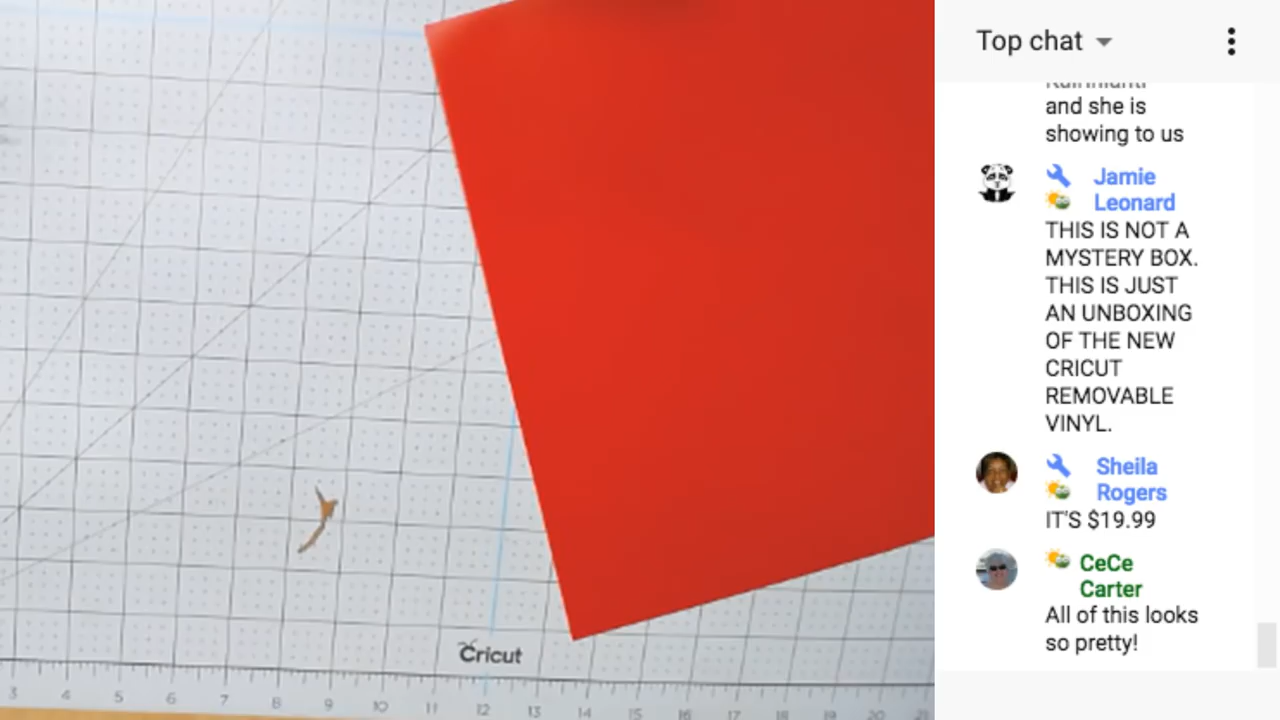 Top chat
and she is
showing to us
Jamie
Leonard
THIS IS NOT A
MYSTERY BOX.
THIS IS JUST
AN UNBOXING
OF THE NEW
CRICUT
REMOVABLE
VINYL.
Sheila
Rogers
IT'S $19.99
CeCe
Carter
All of this looks
so pretty!
Cricut
3 4 5 6 7 8 9 10 11 12 13 14 15 16 17 18 19 20 21